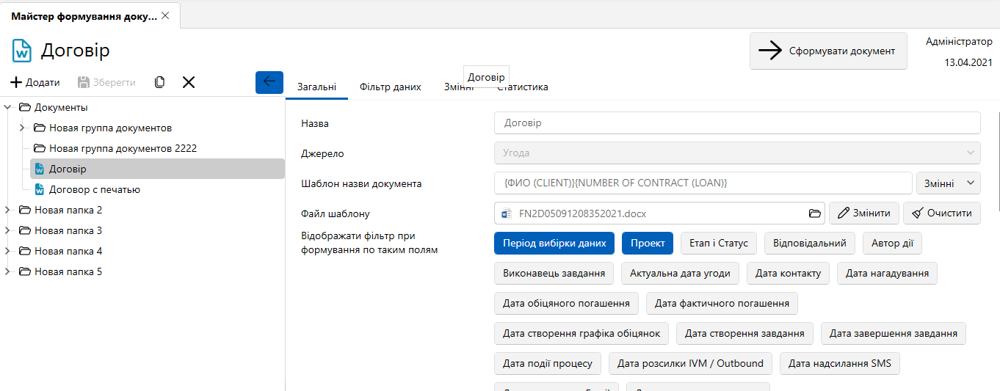 Майстер формування доку...
Договір
Сформувати документ
Адміністратор
13.04.2021
Додати
Зберегти
Загальні
Фільтр даних
Змінні
Статистика
Договір
Документы
Новая группа документов
Новая группа документов 2222
Договір
Договор с печатью
Новая папка 2
Новая папка 3
Новая папка 4
Новая папка 5
Назва
Договір
Джерело
Угода
Шаблон назви документа
{ФИО (CLIENT)}{NUMBER OF CONTRACT (LOAN)}
Змінні
Файл шаблону
FN2D05091208352021.docx
Змінити
Очистити
Відображати фільтр при
формування по таким полям
Період вибірки даних
Проект
Етап і Статус
Відповідальний
Автор дії
Виконавець завдання
Актуальна дата угоди
Дата контакту
Дата нагадування
Дата обіцяного погашення
Дата фактичного погашення
Дата створення графіка обіцянок
Дата створення завдання
Дата завершення завдання
Дата події процесу
Дата розсилки IVM / Outbound
Дата надсилання SMS